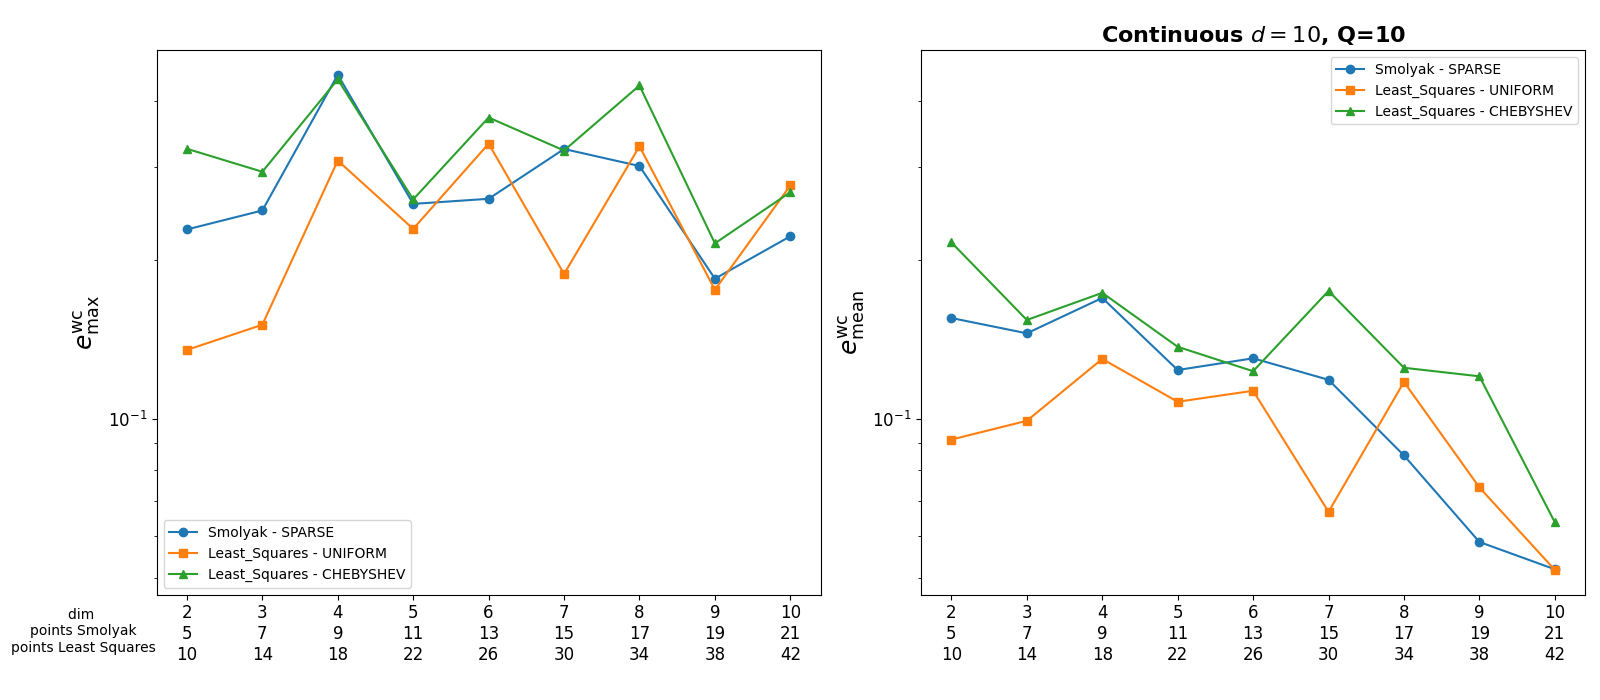 Continuous d = 10, Q=10
e^wc_max
10^-1
Smolyak - SPARSE
Least_Squares - UNIFORM
Least_Squares - CHEBYSHEV
dim 2 3 4 5 6 7 8 9 10
points Smolyak 5 7 9 11 13 15 17 19 21
points Least Squares 10 14 18 22 26 30 34 38 42
e^wc_mean
10^-1
Smolyak - SPARSE
Least_Squares - UNIFORM
Least_Squares - CHEBYSHEV
2 3 4 5 6 7 8 9 10
5 7 9 11 13 15 17 19 21
10 14 18 22 26 30 34 38 42